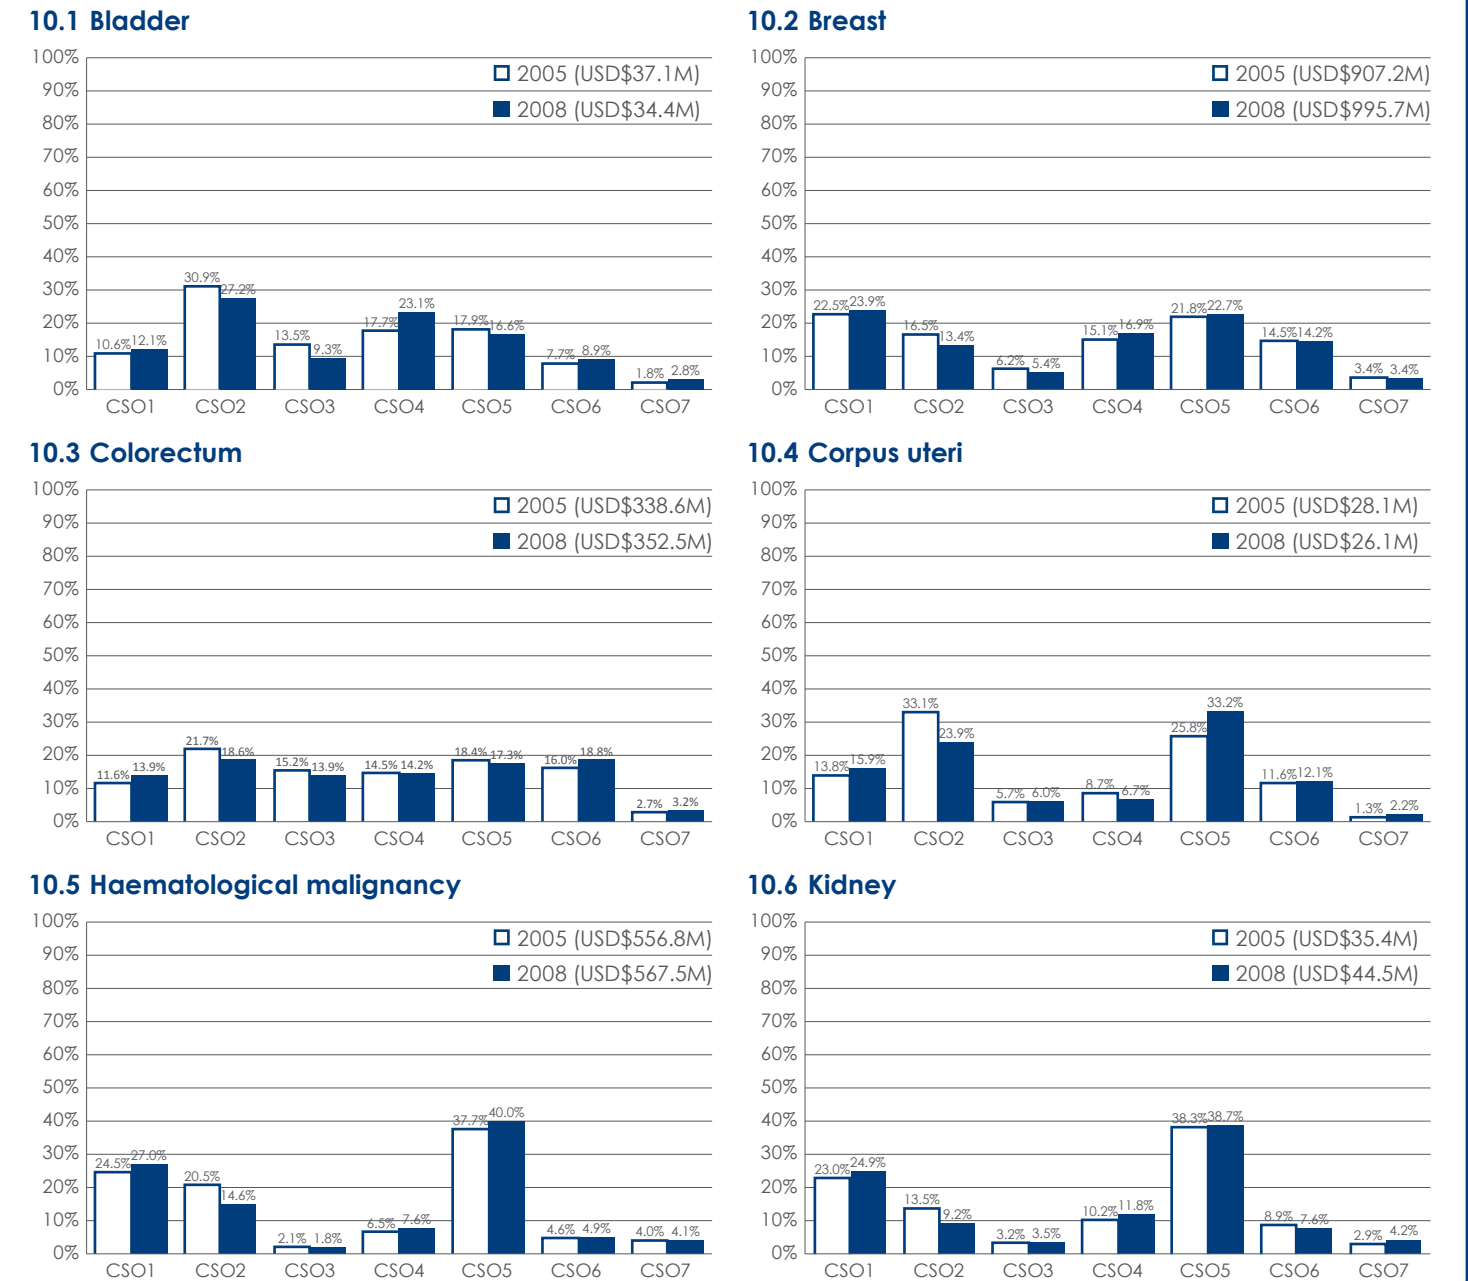 10.1 Bladder
100%
90%
80%
70%
60%
50%
40%
30%
20%
10%
0%
2005 (USD$37.1M)
2008 (USD$34.4M)
10.6% 12.1% 30.9% 27.2% 13.5% 9.3% 17.7% 23.1% 17.9% 16.6% 7.7% 8.9% 1.8% 2.8%
CSO1 CSO2 CSO3 CSO4 CSO5 CSO6 CSO7
10.2 Breast
100%
90%
80%
70%
60%
50%
40%
30%
20%
10%
0%
2005 (USD$907.2M)
2008 (USD$995.7M)
22.5% 23.9% 16.5% 13.4% 6.2% 5.4% 15.1% 16.9% 21.8% 22.7% 14.5% 14.2% 3.4% 3.4%
CSO1 CSO2 CSO3 CSO4 CSO5 CSO6 CSO7
10.3 Colorectum
100%
90%
80%
70%
60%
50%
40%
30%
20%
10%
0%
2005 (USD$338.6M)
2008 (USD$352.5M)
11.6% 13.9% 21.7% 18.6% 15.2% 13.9% 14.5% 14.2% 18.4% 17.3% 16.0% 18.8% 2.7% 3.2%
CSO1 CSO2 CSO3 CSO4 CSO5 CSO6 CSO7
10.4 Corpus uteri
100%
90%
80%
70%
60%
50%
40%
30%
20%
10%
0%
2005 (USD$28.1M)
2008 (USD$26.1M)
13.8% 15.9% 33.1% 23.9% 5.7% 6.0% 8.7% 6.7% 25.8% 33.2% 11.6% 12.1% 1.3% 2.2%
CSO1 CSO2 CSO3 CSO4 CSO5 CSO6 CSO7
10.5 Haematological malignancy
100%
90%
80%
70%
60%
50%
40%
30%
20%
10%
0%
2005 (USD$556.8M)
2008 (USD$567.5M)
24.5% 27.0% 20.5% 14.6% 2.1% 1.8% 6.5% 7.6% 37.7% 40.0% 4.6% 4.9% 4.0% 4.1%
CSO1 CSO2 CSO3 CSO4 CSO5 CSO6 CSO7
10.6 Kidney
100%
90%
80%
70%
60%
50%
40%
30%
20%
10%
0%
2005 (USD$35.4M)
2008 (USD$44.5M)
23.0% 24.9% 13.5% 9.2% 3.2% 3.5% 10.2% 11.8% 38.3% 38.7% 8.9% 7.6% 2.9% 4.2%
CSO1 CSO2 CSO3 CSO4 CSO5 CSO6 CSO7